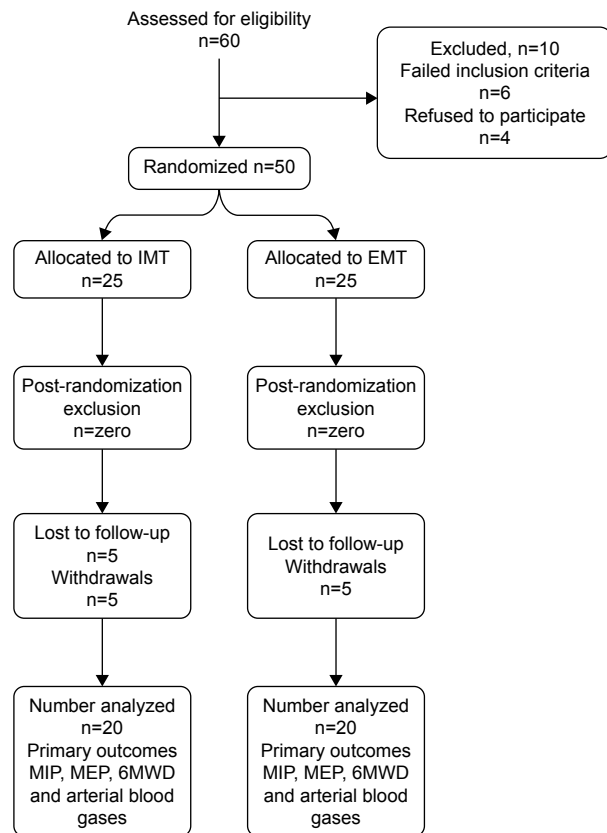 Assessed for eligibility
n=60
Excluded, n=10
Failed inclusion criteria
n=6
Refused to participate
n=4
Randomized n=50
Allocated to IMT
n=25
Allocated to EMT
n=25
Post-randomization
exclusion
n=zero
Post-randomization
exclusion
n=zero
Lost to follow-up
n=5
Withdrawals
n=5
Lost to follow-up
Withdrawals
n=5
Number analyzed
n=20
Primary outcomes
MIP, MEP, 6MWD
and arterial blood
gases
Number analyzed
n=20
Primary outcomes
MIP, MEP, 6MWD
and arterial blood
gases